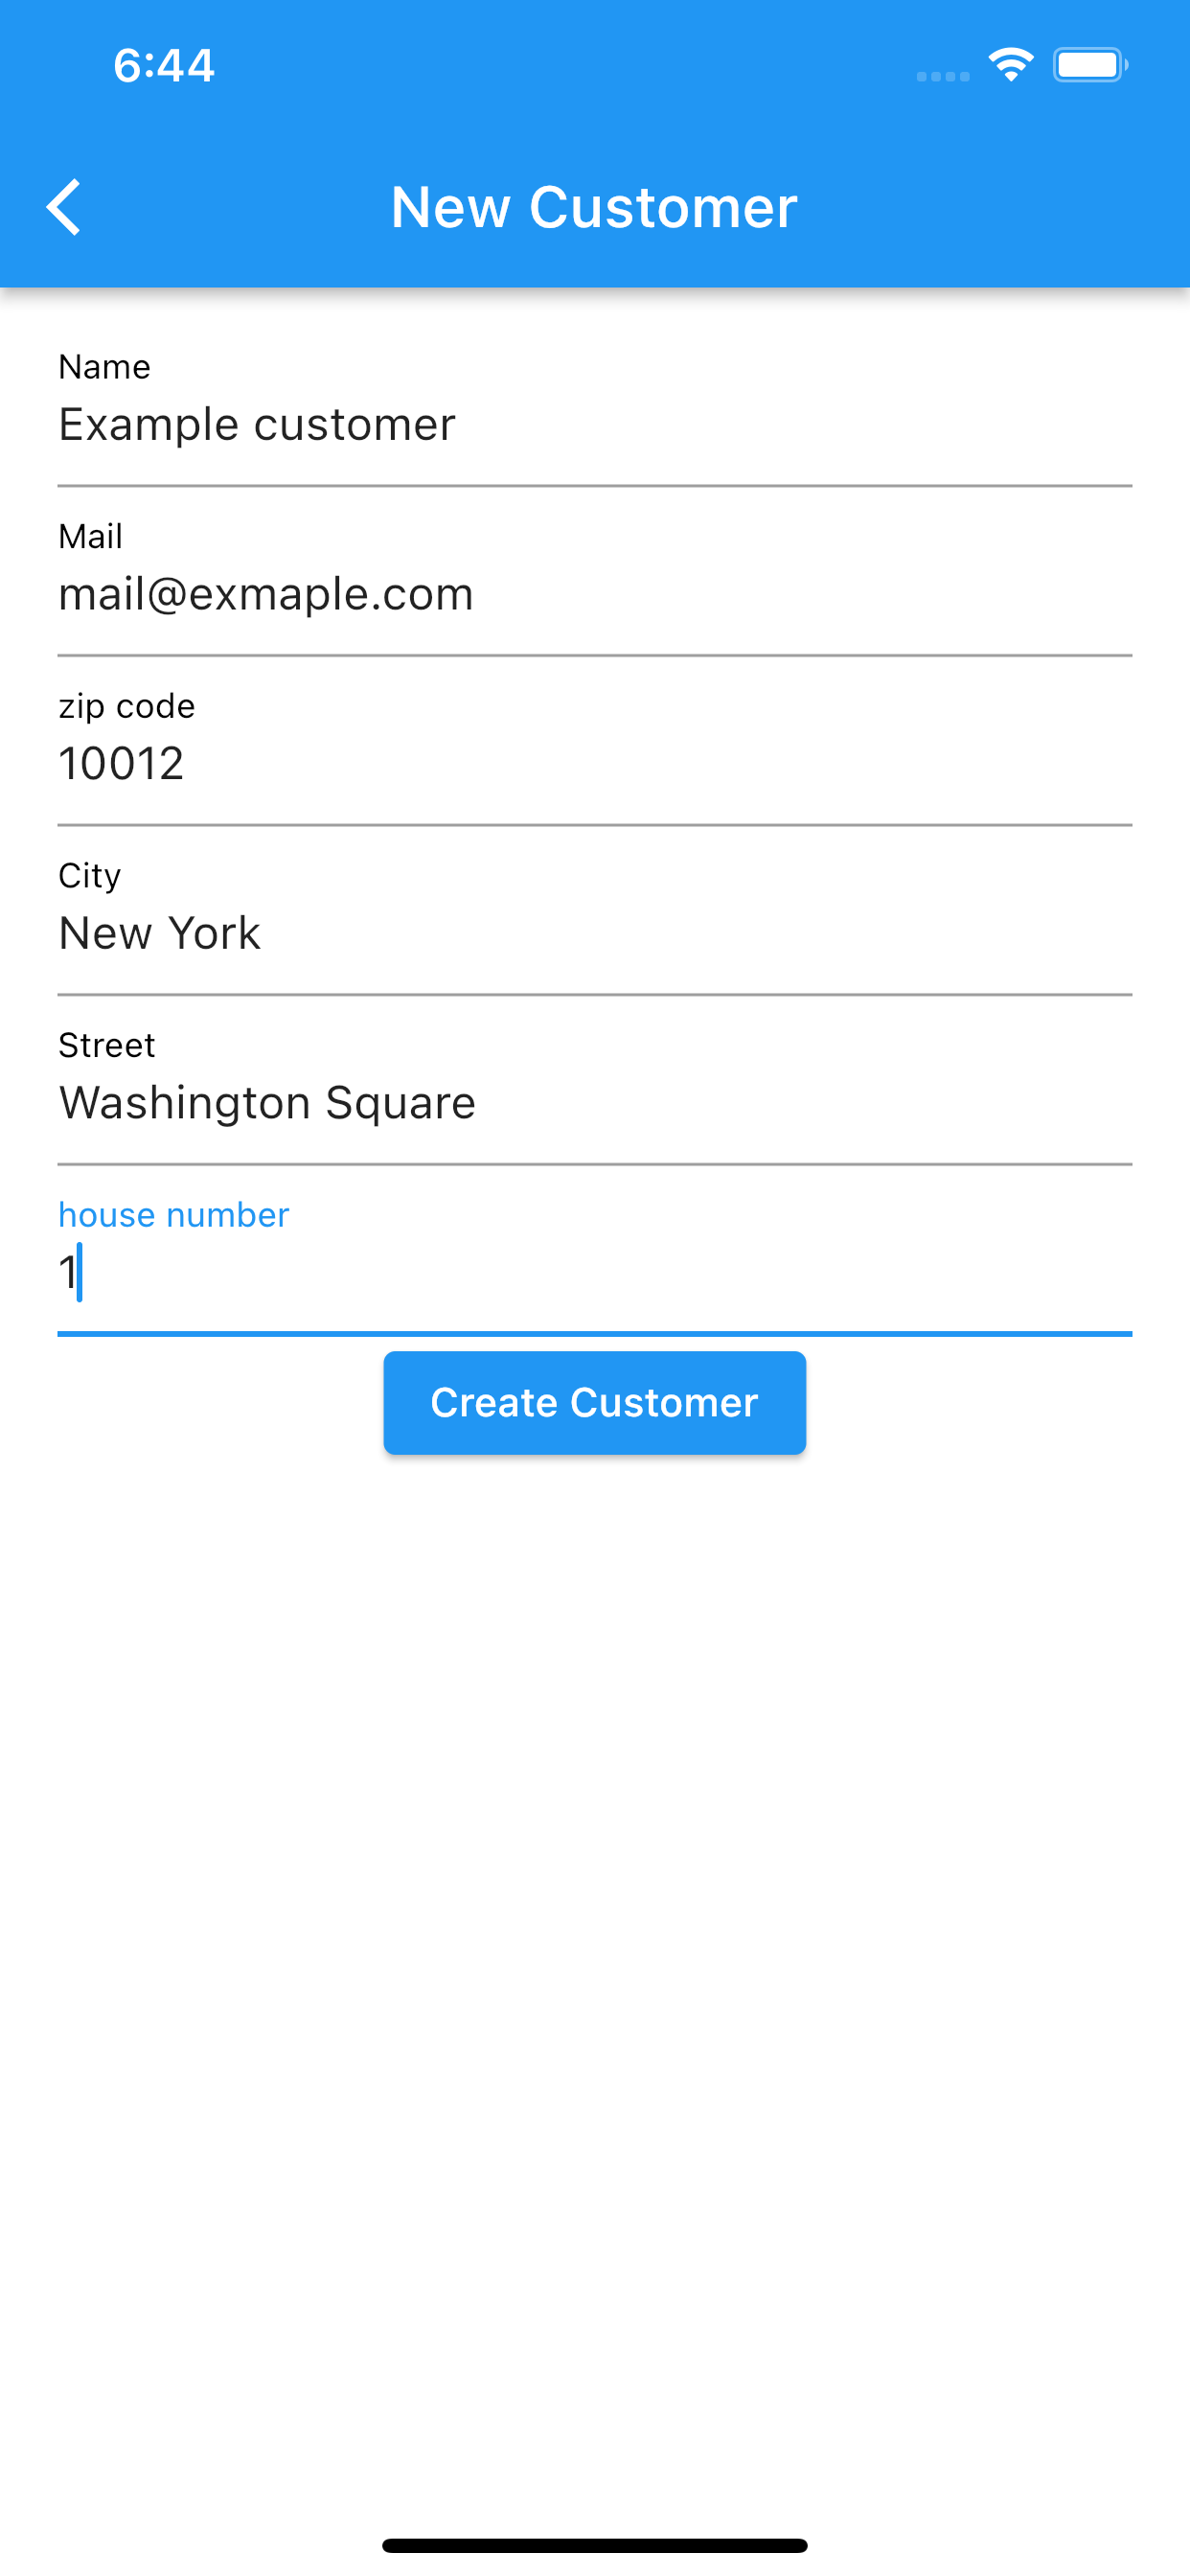 6:44
New Customer
Name
Example customer
Mail
mail@exmaple.com
zip code
10012
City
New York
Street
Washington Square
house number
1
Create Customer